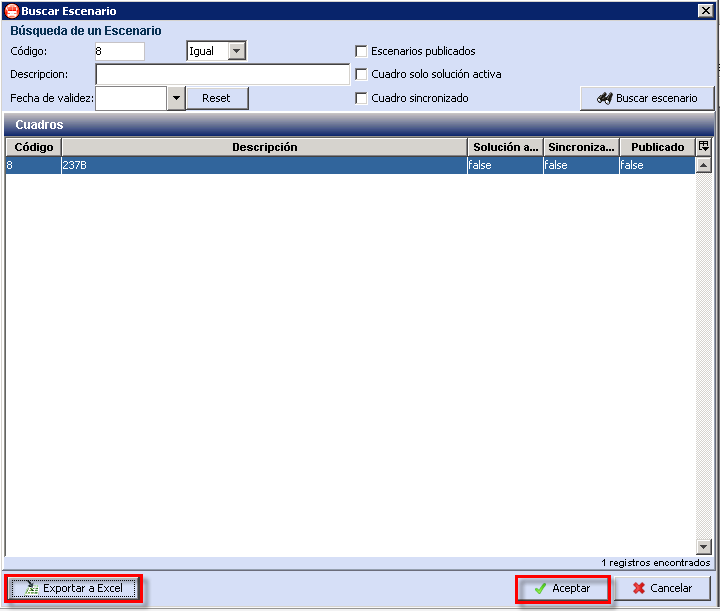 Buscar Escenario
Búsqueda de un Escenario
Código: 8 Igual Escenarios publicados
Descripcion: Cuadro solo solución activa
Fecha de validez: Reset Cuadro sincronizado Buscar escenario
Cuadros
Código Descripción Solución a... Sincroniza... Publicado
8 237B false false false
1 registros encontrados
Exportar a Excel Aceptar Cancelar